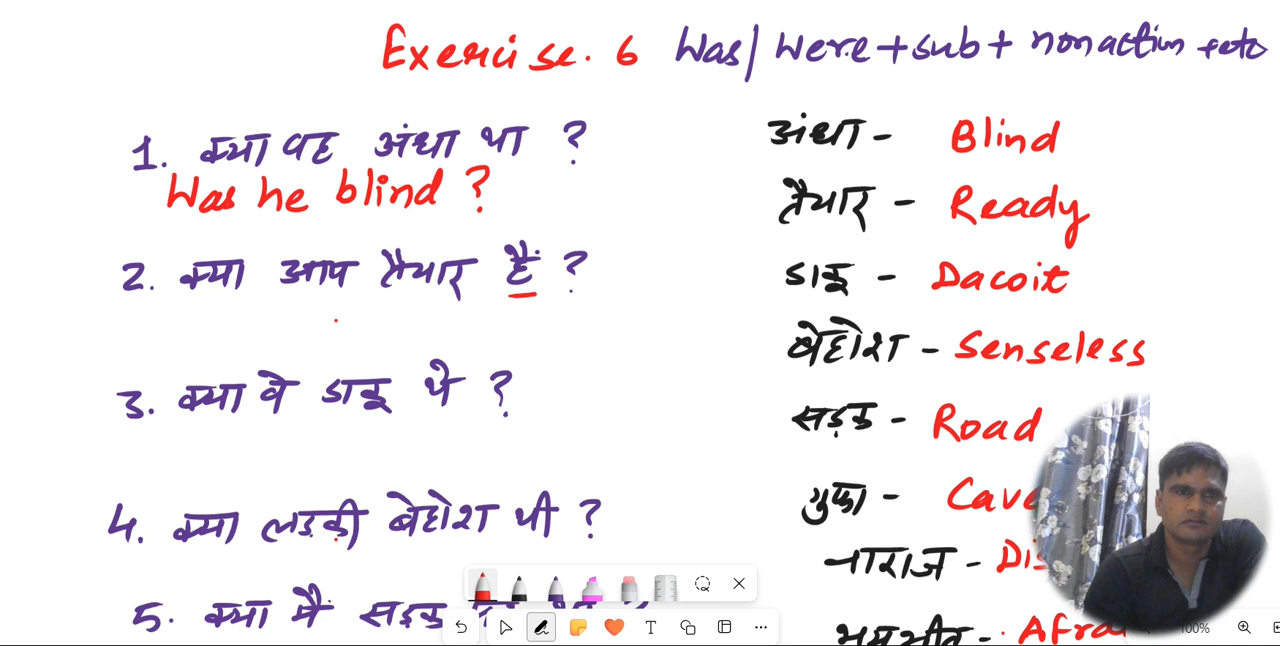 Exercise. 6 Was/ Were + sub + non action + etc
1. क्या वह अंधा था ?
Was he blind ?
2. क्या आप तैयार हैं ?
3. क्या वे डाकू थे ?
4. क्या लड़की बेहोश थी ?
5. क्या मैं सड़क
अंधा - Blind
तैयार - Ready
डाकू - Dacoit
बेहोश - Senseless
सड़क - Road
गुफा - Cave
नाराज - Dis
भयभीत - Afra
100%